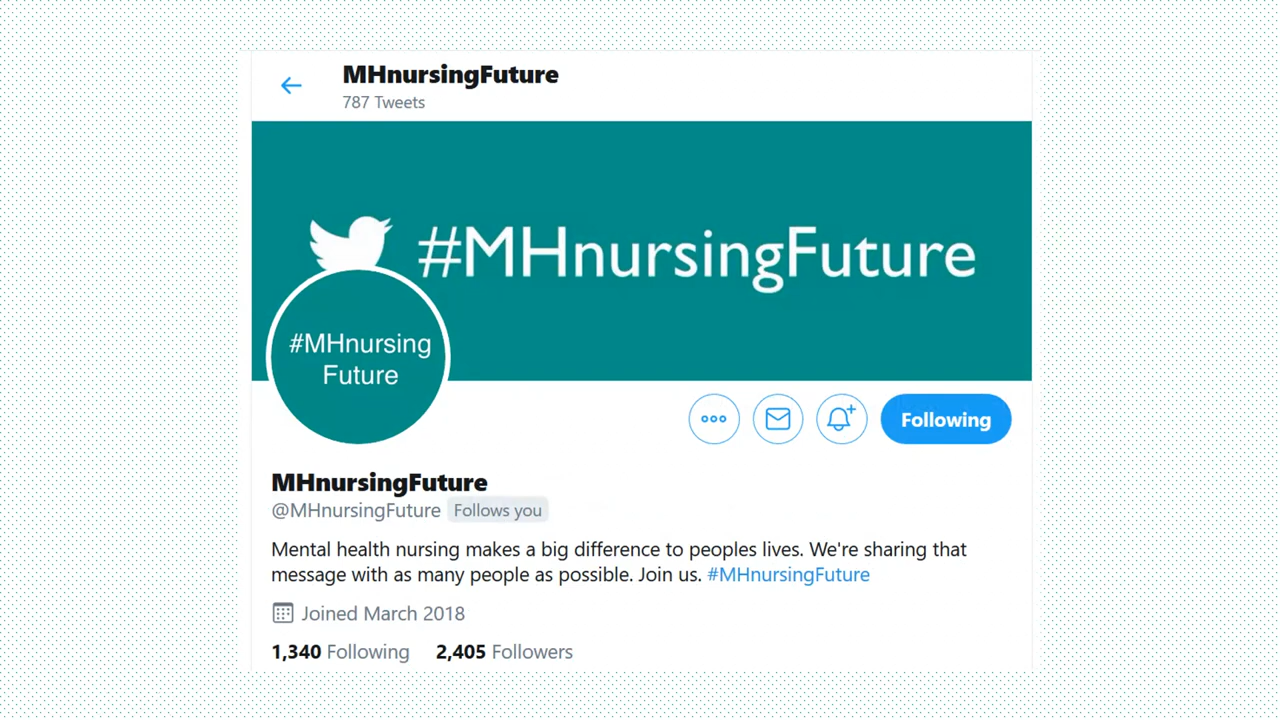 MHnursingFuture
787 Tweets
#MHnursingFuture
#MHnursing
Future
Following
MHnursingFuture
@MHnursingFuture Follows you
Mental health nursing makes a big difference to peoples lives. We're sharing that
message with as many people as possible. Join us. #MHnursingFuture
Joined March 2018
1,340 Following 2,405 Followers